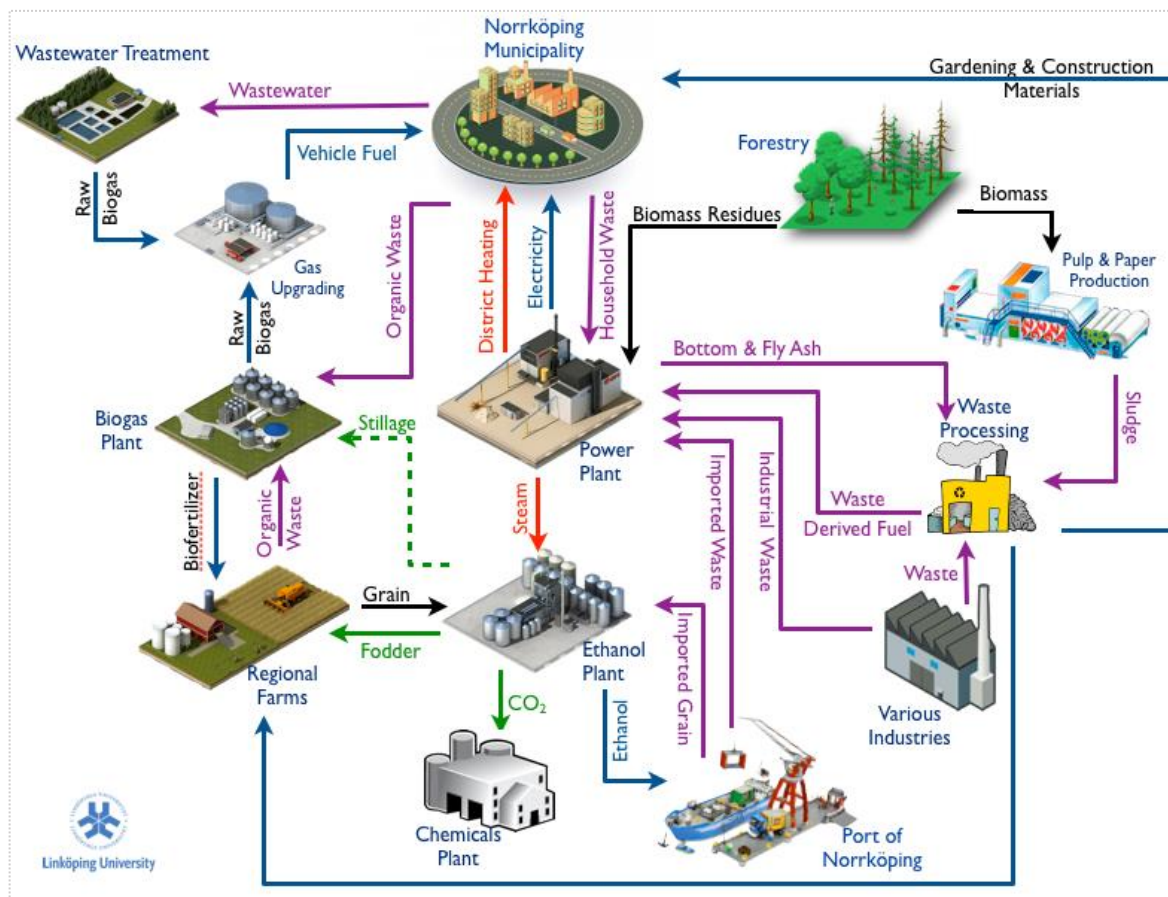 Norrköping
Municipality
Wastewater Treatment
Gardening & Construction
Materials
Wastewater
Forestry
Vehicle Fuel
Raw
Biogas
Biomass
Biomass Residues
Organic Waste
District Heating
Electricity
Household Waste
Gas
Upgrading
Pulp & Paper
Production
Raw
Biogas
Bottom & Fly Ash
Biogas
Plant
Stillage
Power
Plant
Waste
Processing
Sludge
Imported Waste
Industrial Waste
Waste
Derived Fuel
Biofertilizer
Organic
Waste
Steam
Waste
Grain
Fodder
Ethanol
Plant
Imported Grain
Regional
Farms
CO₂
Ethanol
Various
Industries
Chemicals
Plant
Port of
Norrköping
Linköping University